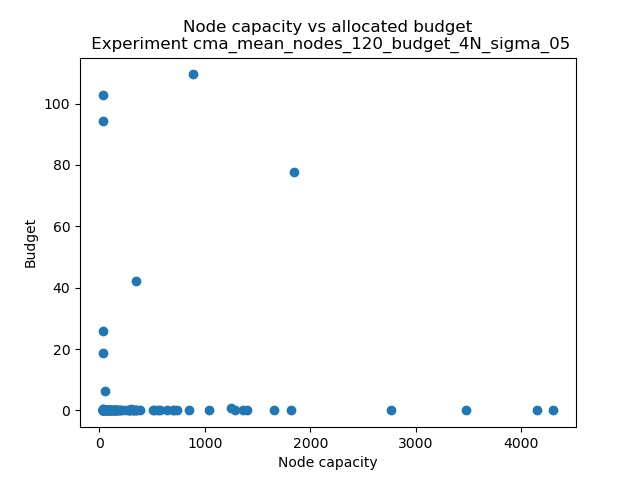 Node capacity vs allocated budget
Experiment cma_mean_nodes_120_budget_4N_sigma_05
100
80
60
40
20
0
Budget
0 1000 2000 3000 4000
Node capacity